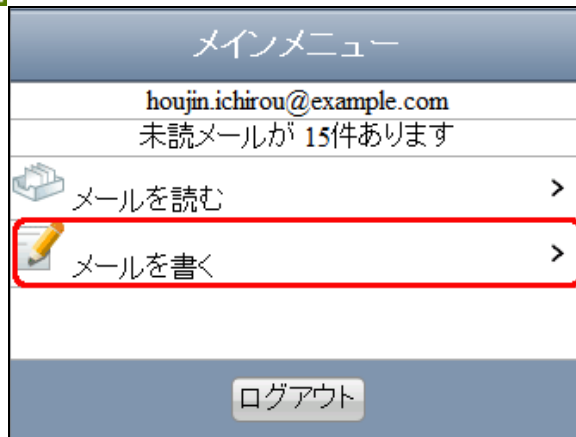 メインメニュー
houjin.ichirou@example.com
未読メールが 15件あります
メールを読む >
メールを書く >
ログアウト